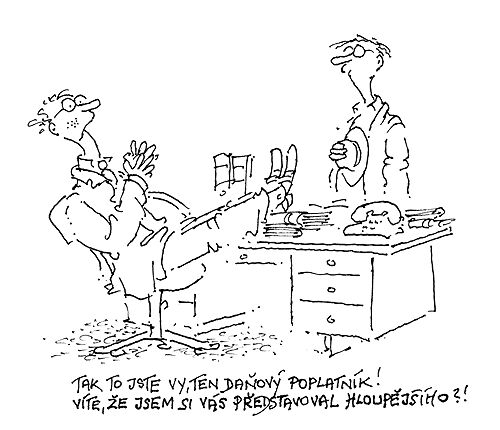 TAK TO JSTE VY, TEN DAŇOVÝ POPLATNÍK!
VÍTE, ŽE JSEM SI VÁS PŘEDSTAVOVAL HLOUPĚJŠÍHO?!